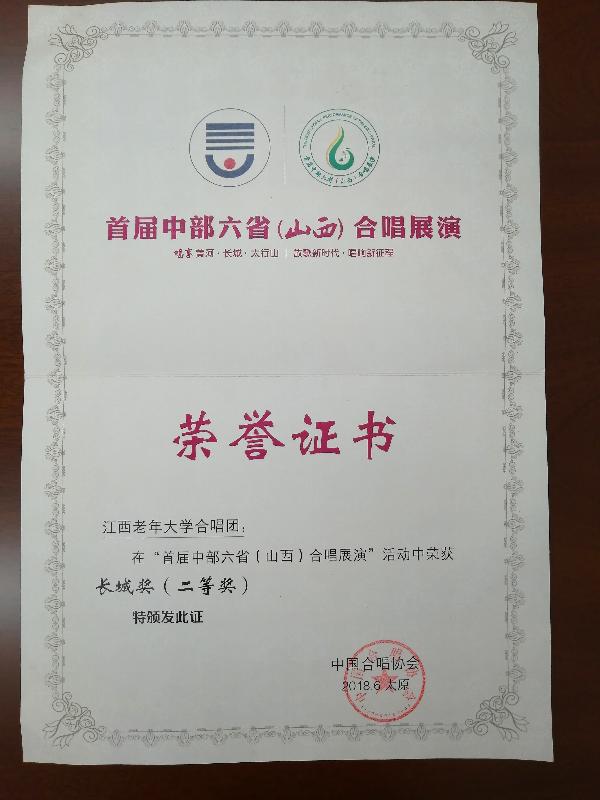 首届中部六省(山西)合唱展演
黄河·长城·太行山 | 放歌新时代·唱响新征程
荣誉证书
江西老年大学合唱团：
在“首届中部六省（山西）合唱展演”活动中荣获
长城奖（二等奖）
特颁发此证
中国合唱协会
2018.6 太原